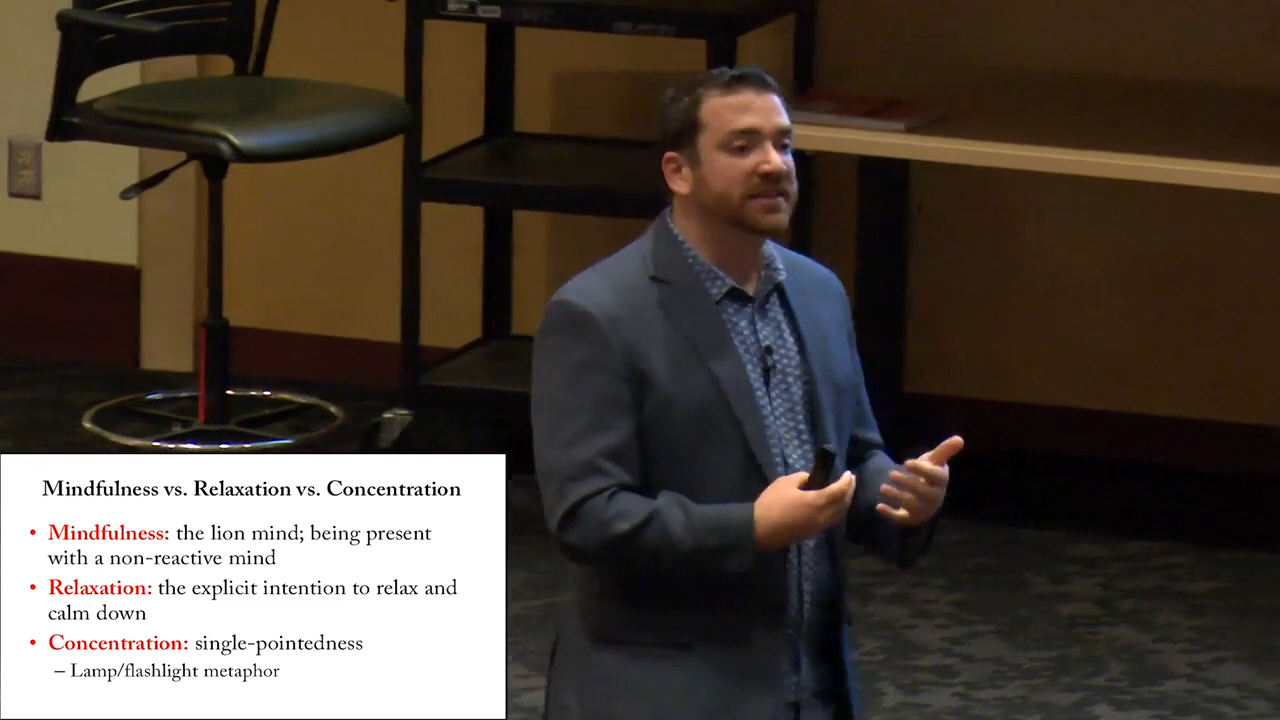 Mindfulness vs. Relaxation vs. Concentration
• Mindfulness: the lion mind; being present
with a non-reactive mind
• Relaxation: the explicit intention to relax and
calm down
• Concentration: single-pointedness
– Lamp/flashlight metaphor